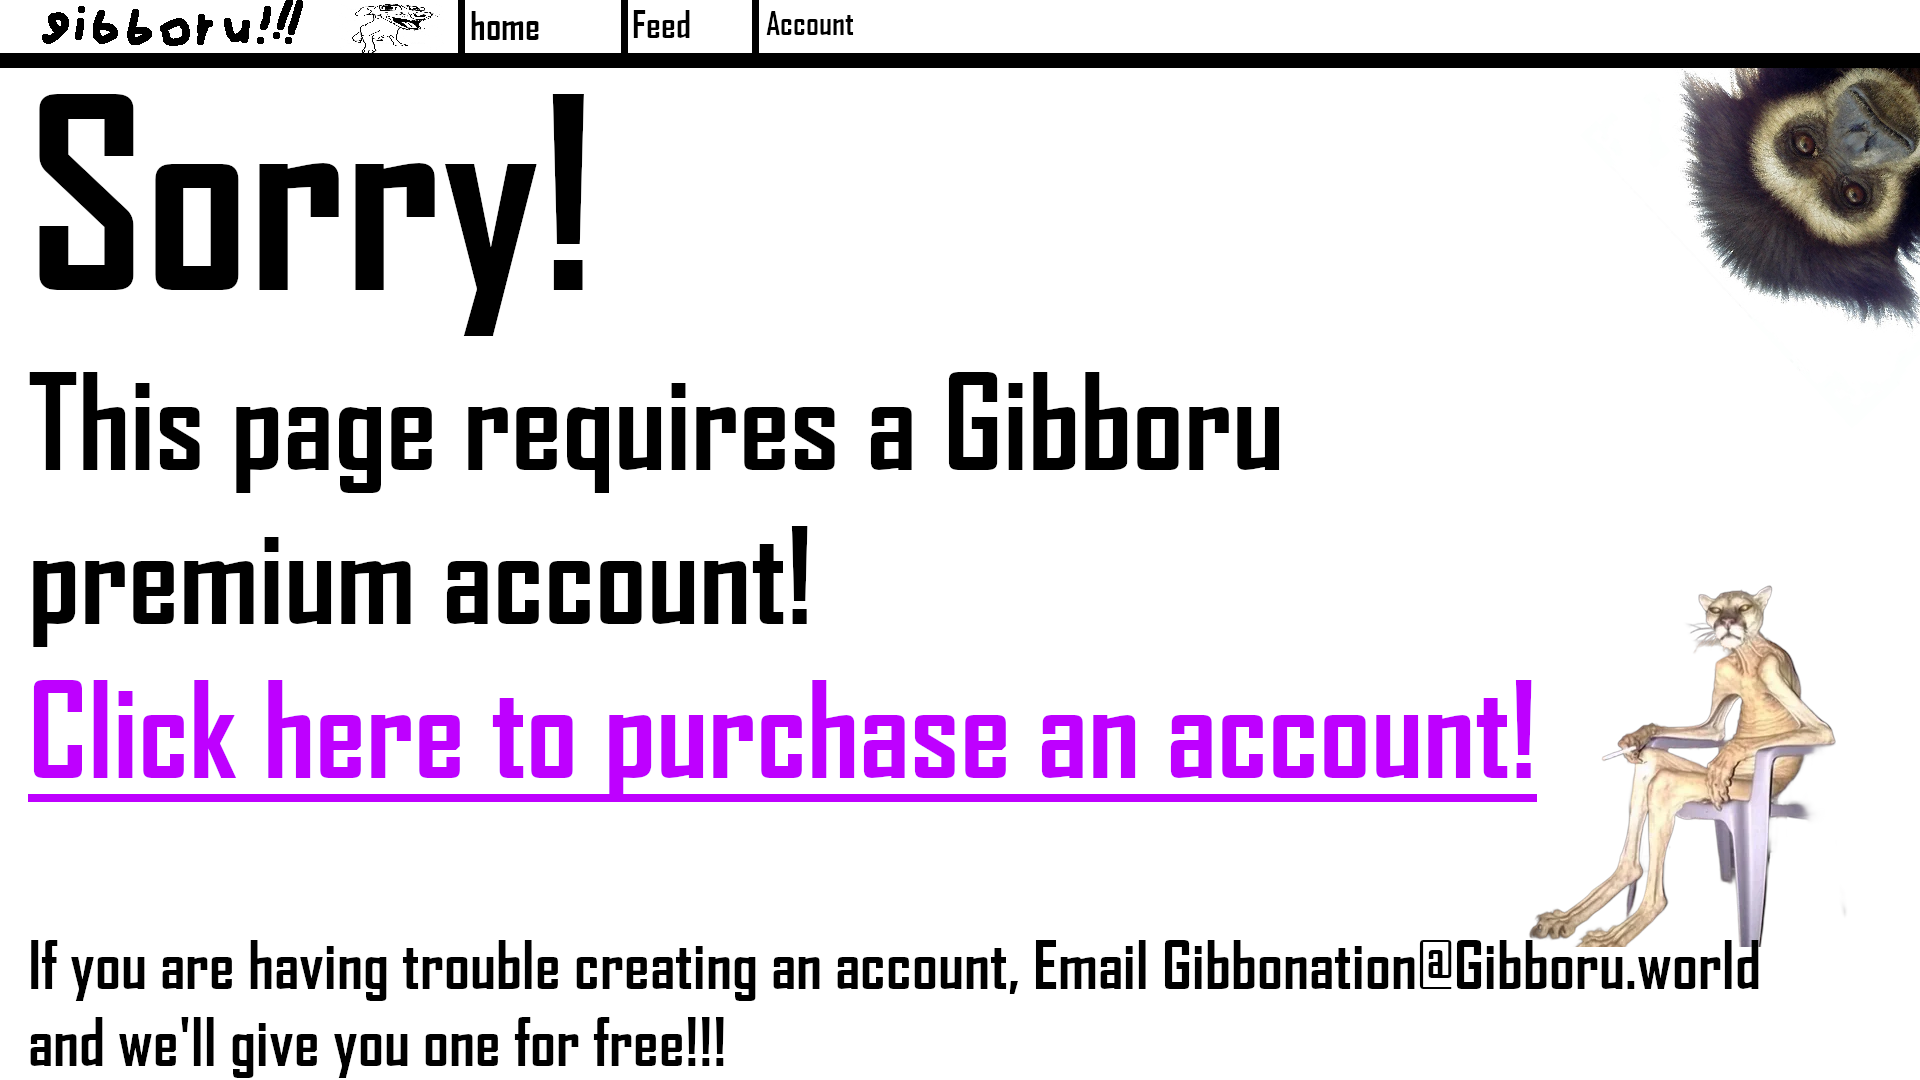 gibboru!!!
home
Feed
Account
Sorry!
This page requires a Gibboru
premium account!
Click here to purchase an account!
If you are having trouble creating an account, Email Gibbonation@Gibboru.world
and we'll give you one for free!!!